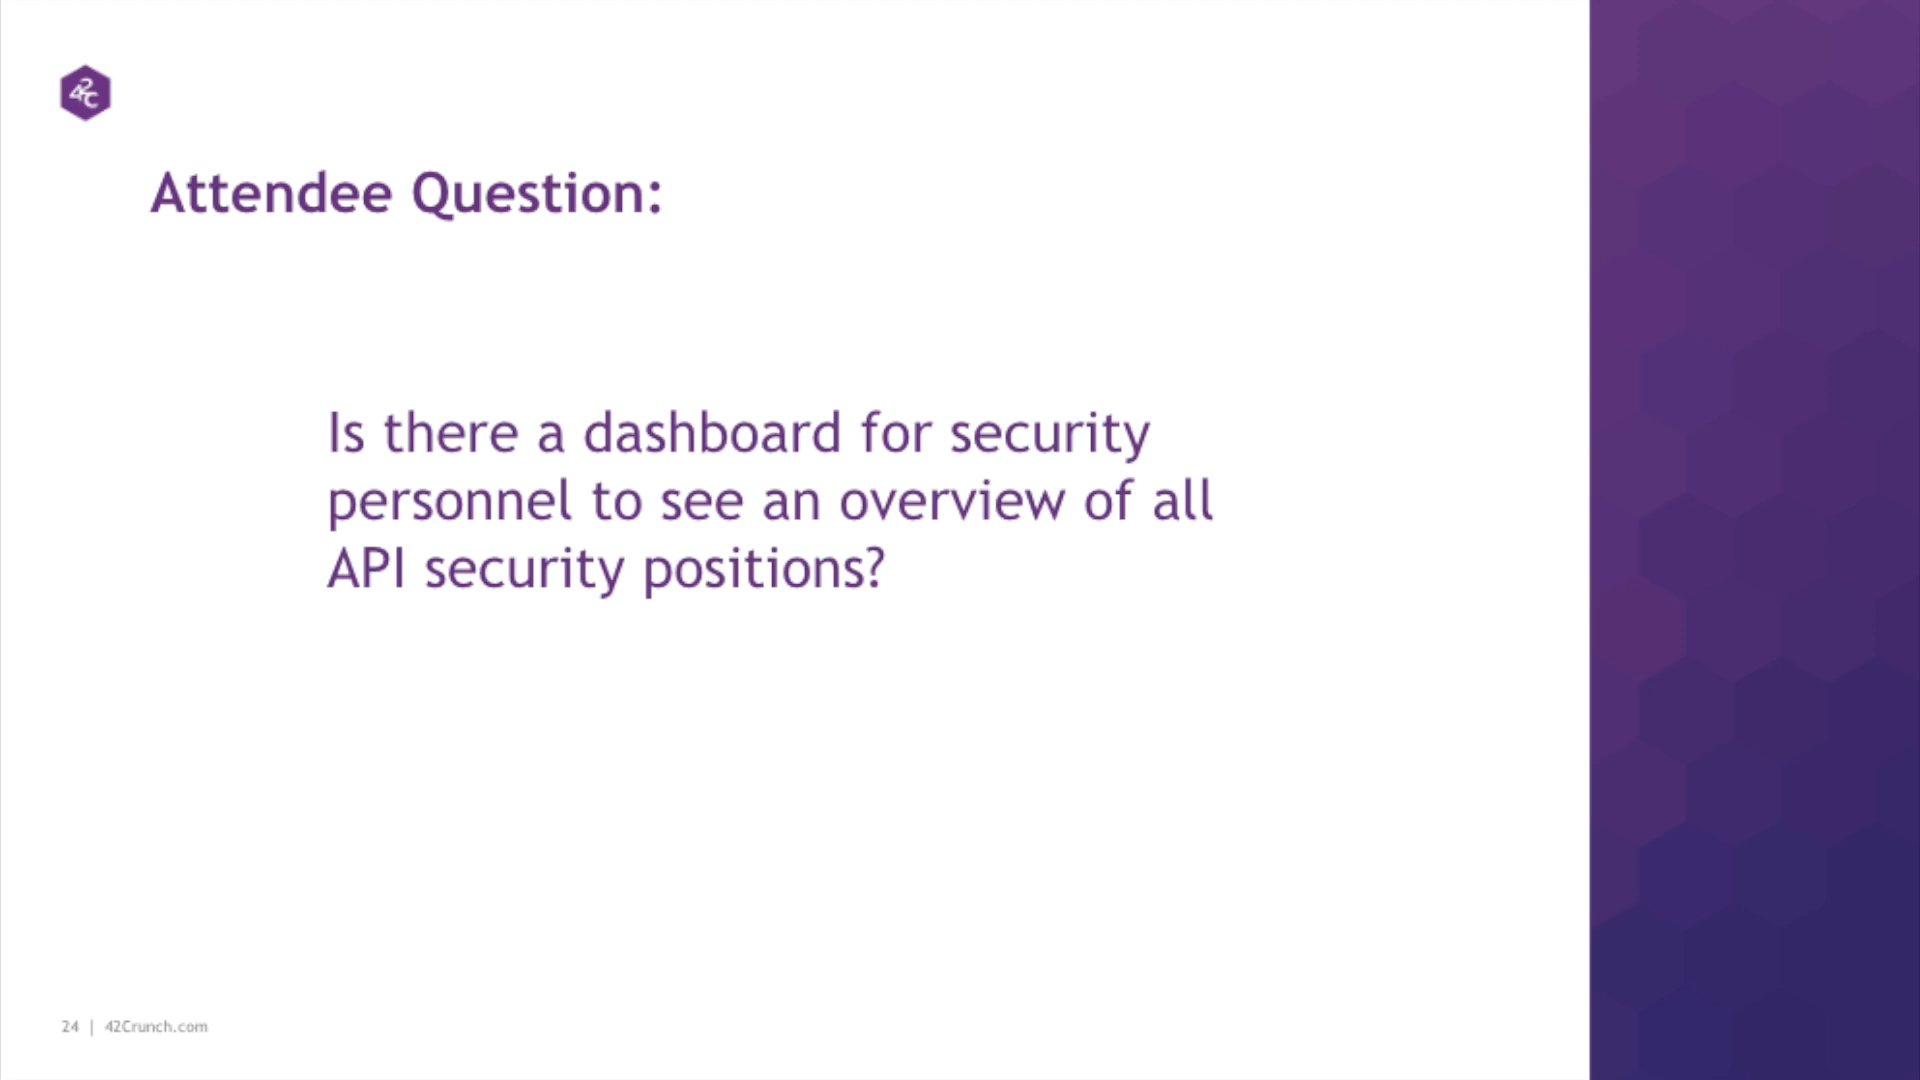 42C
Attendee Question:
Is there a dashboard for security
personnel to see an overview of all
API security positions?
24 | 42Crunch.com